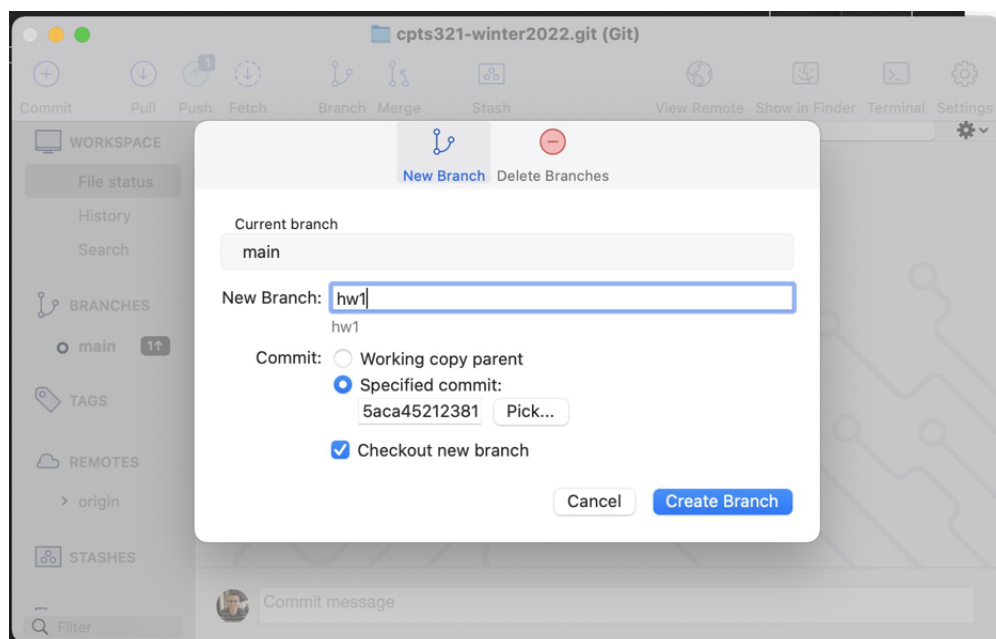 cpts321-winter2022.git (Git)
1
Commit Pull Push Fetch Branch Merge Stash View Remote Show in Finder Terminal Settings
WORKSPACE
File status
History
Search
BRANCHES
main 1↑
TAGS
REMOTES
origin
STASHES
Filter
New Branch Delete Branches
Current branch
main
New Branch: hw1
hw1
Commit: Working copy parent
Specified commit:
5aca45212381 Pick...
Checkout new branch
Cancel Create Branch
Commit message